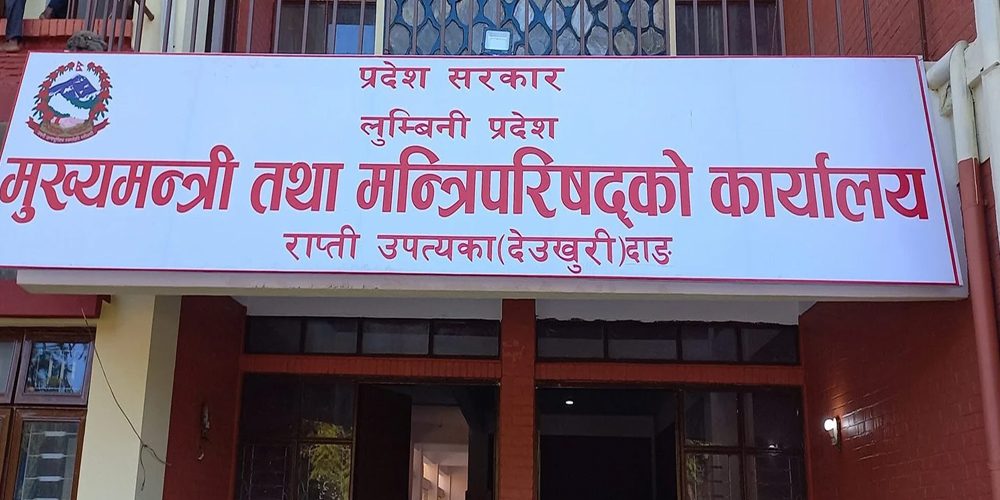 प्रदेश सरकार
लुम्बिनी प्रदेश
मुख्यमन्त्री तथा मन्त्रिपरिषद्को कार्यालय
राप्ती उपत्यका(देउखुरी)दाङ